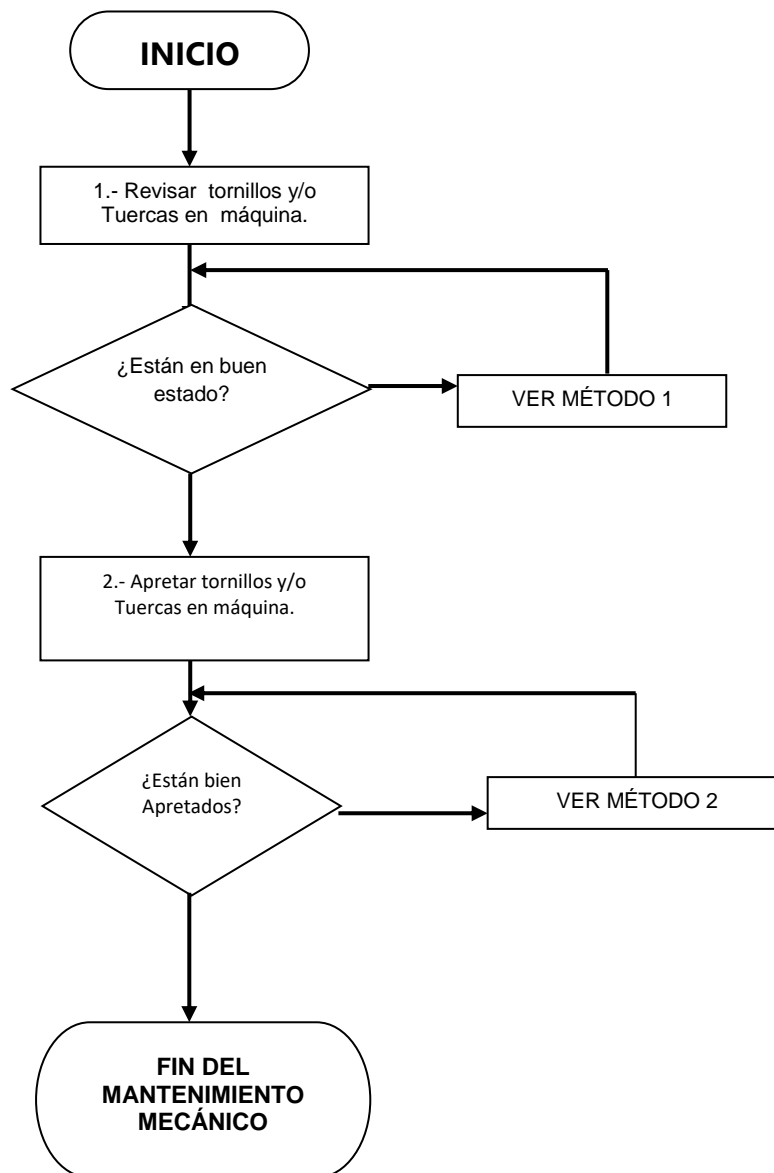 INICIO
1.- Revisar tornillos y/o
Tuercas en máquina.
¿Están en buen
estado?
VER MÉTODO 1
2.- Apretar tornillos y/o
Tuercas en máquina.
¿Están bien
Apretados?
VER MÉTODO 2
FIN DEL
MANTENIMIENTO
MECÁNICO